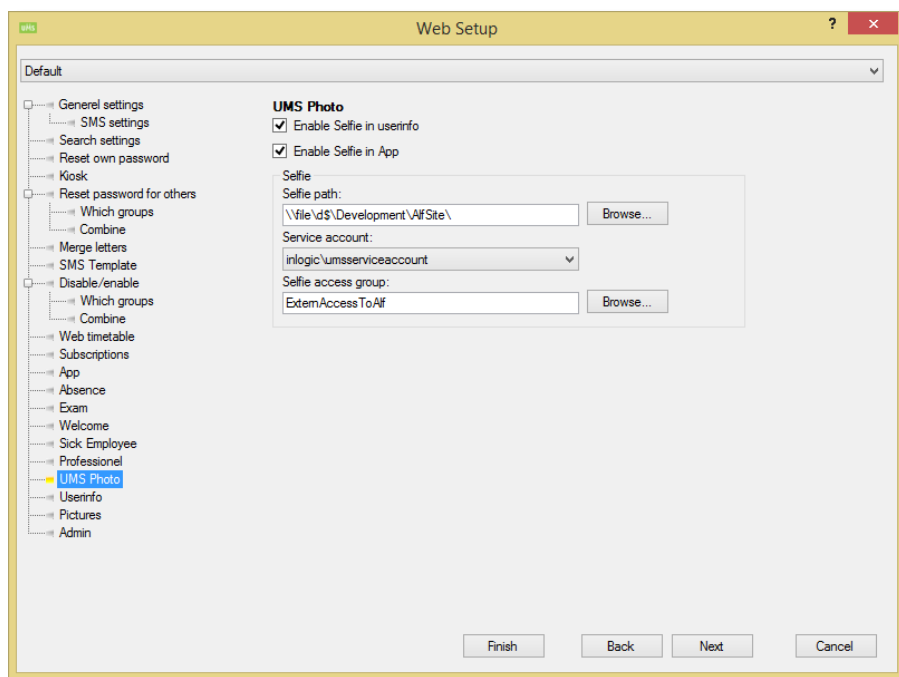 UMS
Web Setup
?
×
Default
Generel settings
SMS settings
Search settings
Reset own password
Kiosk
Reset password for others
Which groups
Combine
Merge letters
SMS Template
Disable/enable
Which groups
Combine
Web timetable
Subscriptions
App
Absence
Exam
Welcome
Sick Employee
Professionel
UMS Photo
Userinfo
Pictures
Admin
UMS Photo
Enable Selfie in userinfo
Enable Selfie in App
Selfie
Selfie path:
\\file\d$\Development\AlfSite\
Browse...
Service account:
inlogic\umsserviceaccount
Selfie access group:
ExternAccessToAlf
Browse...
Finish
Back
Next
Cancel